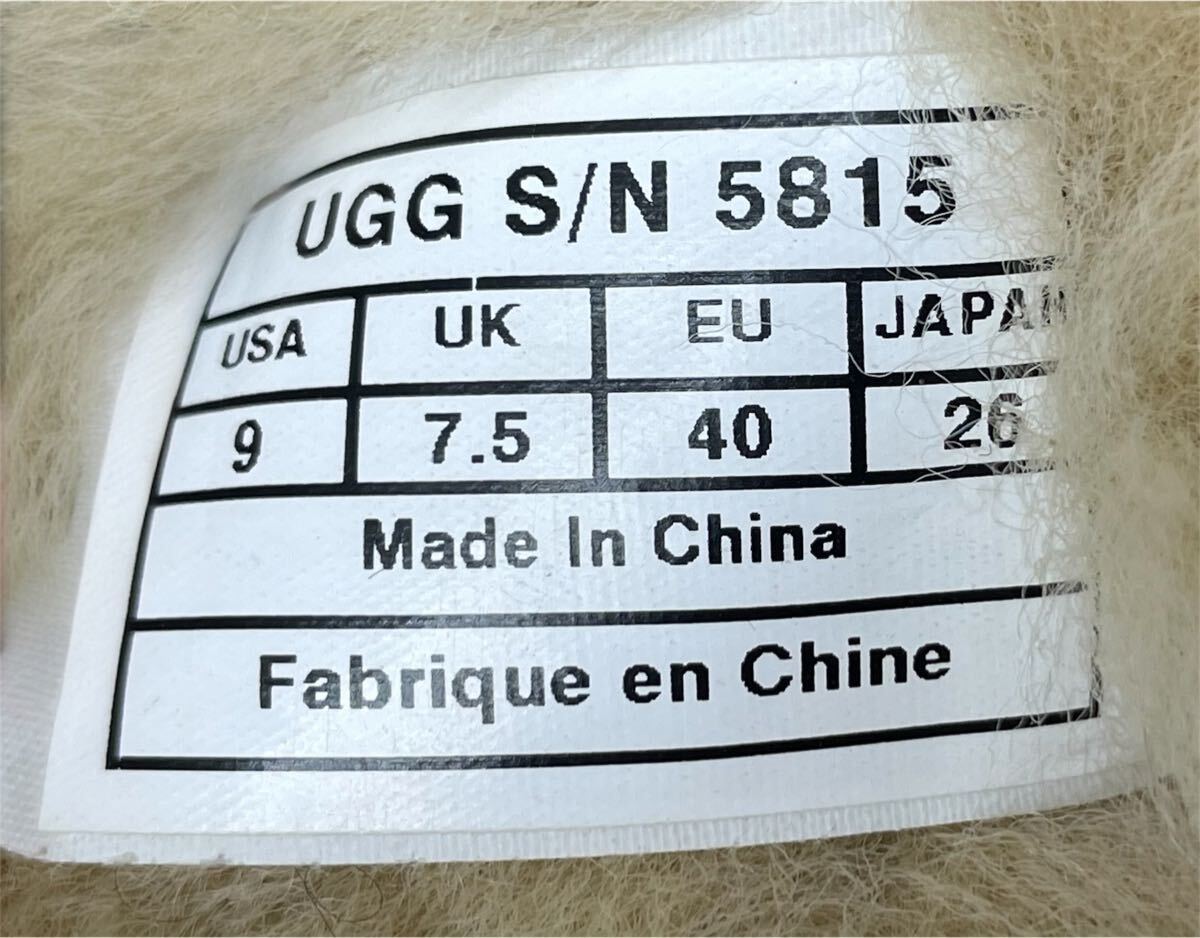 UGG S/N 5815
USA UK EU JAPAN
9 7.5 40 26
Made In China
Fabrique en Chine